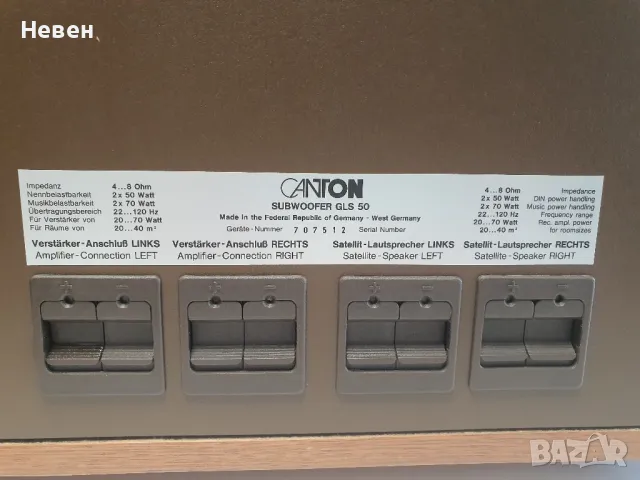 Невен
CANTON
SUBWOOFER GLS 50
Made in the Federal Republic of Germany - West Germany
Geräte-Nummer 707512 Serial Number
Impedanz 4...8 Ohm
Nennbelastbarkeit 2 x 50 Watt
Musikbelastbarkeit 2 x 70 Watt
Übertragungsbereich 22...120 Hz
Für Verstärker von 20...70 Watt
Für Räume von 20...40 m²
4...8 Ohm Impedance
2 x 50 Watt DIN power handling
2 x 70 Watt Music power handling
22...120 Hz Frequency range
20...70 Watt Rec. ampl. power
20...40 m² for roomsizes
Verstärker-Anschluß LINKS Verstärker-Anschluß RECHTS Satellit-Lautsprecher LINKS Satellit-Lautsprecher RECHTS
Amplifier-Connection LEFT Amplifier-Connection RIGHT Satellite-Speaker LEFT Satellite-Speaker RIGHT
+ - + - + - + -
BAZAR